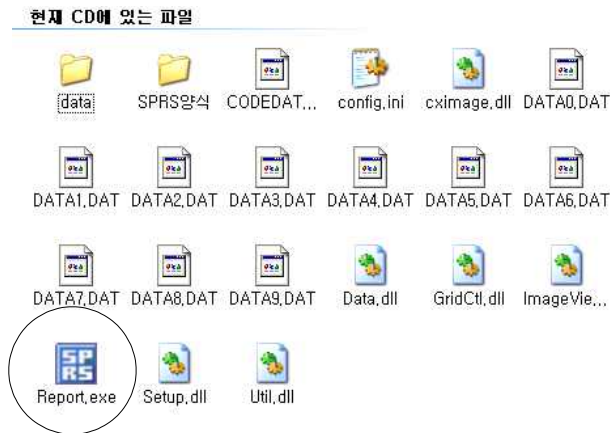 현재 CD에 있는 파일
data SPRS양식 CODEDAT... config.ini cximage.dll DATA0.DAT
DATA1.DAT DATA2.DAT DATA3.DAT DATA4.DAT DATA5.DAT DATA6.DAT
DATA7.DAT DATA8.DAT DATA9.DAT Data.dll GridCtl.dll ImageVie...
SP
RS
Report.exe Setup.dll Util.dll